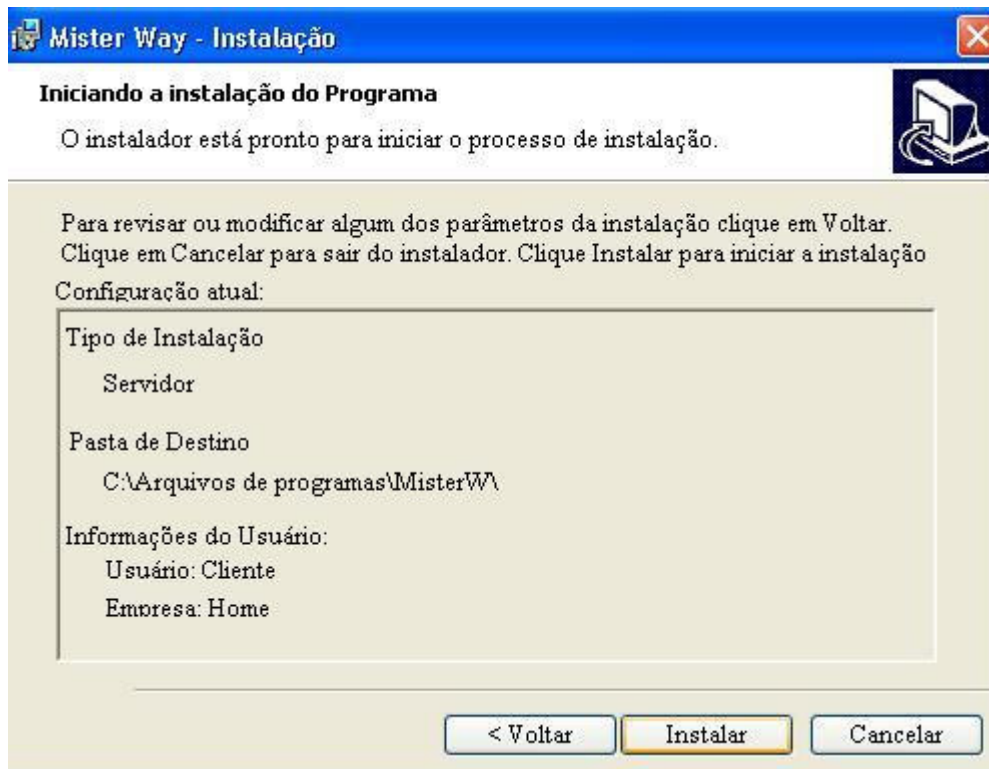 Mister Way - Instalação
Iniciando a instalação do Programa
O instalador está pronto para iniciar o processo de instalação.
Para revisar ou modificar algum dos parâmetros da instalação clique em Voltar.
Clique em Cancelar para sair do instalador. Clique Instalar para iniciar a instalação
Configuração atual:
Tipo de Instalação
Servidor
Pasta de Destino
C:\Arquivos de programas\MisterW\
Informações do Usuário:
Usuário: Cliente
Empresa: Home
< Voltar
Instalar
Cancelar